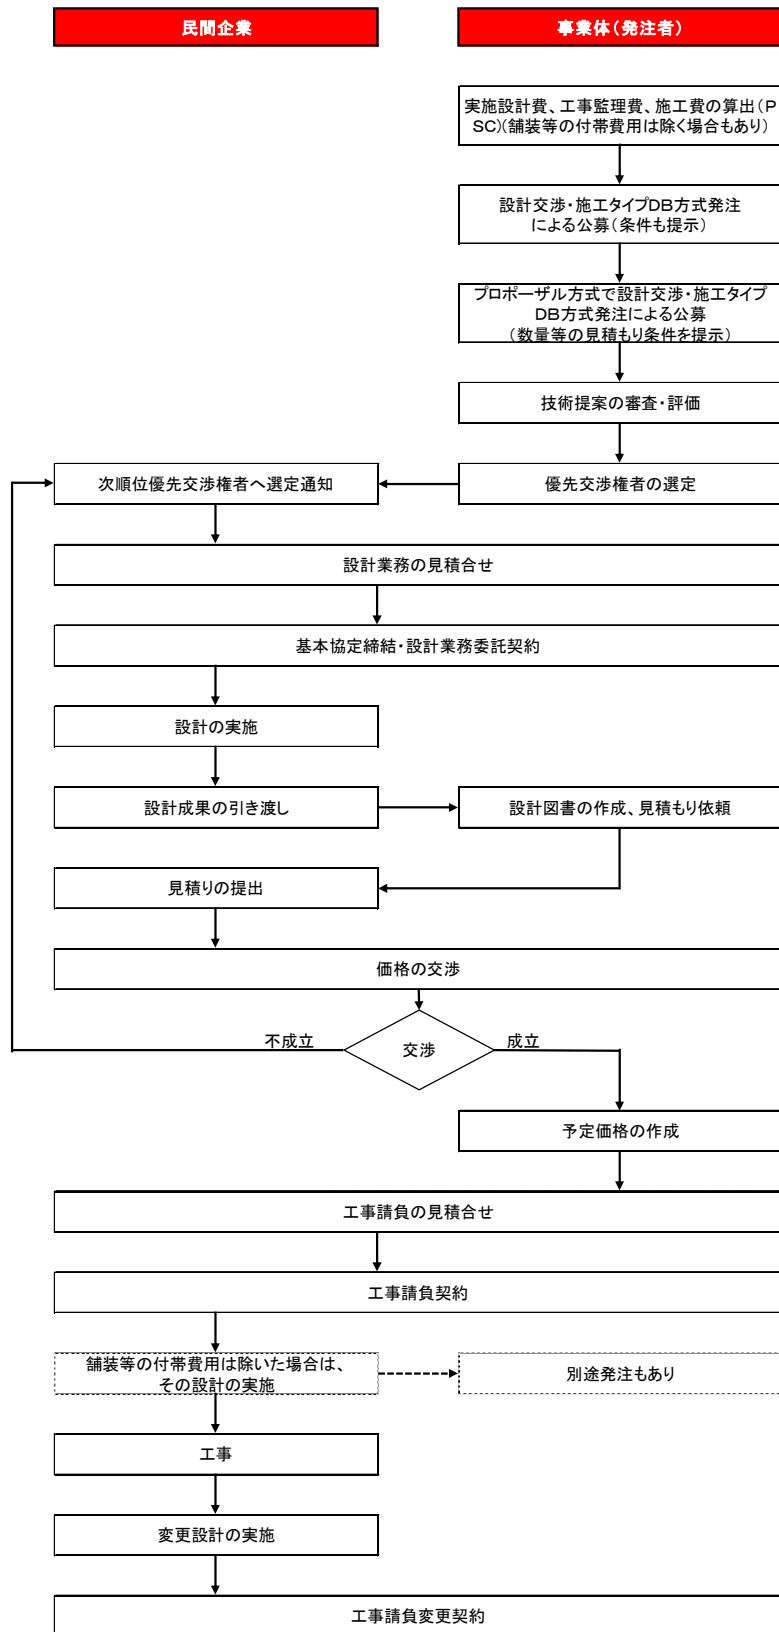 民間企業
事業体(発注者)
実施設計費、工事監理費、施工費の算出(P
SC)(舗装等の付帯費用は除く場合もあり)
設計交渉・施工タイプDB方式発注
による公募(条件も提示)
プロポーザル方式で設計交渉・施工タイプ
DB方式発注による公募
(数量等の見積もり条件を提示)
技術提案の審査・評価
次順位優先交渉権者へ選定通知
優先交渉権者の選定
設計業務の見積合せ
基本協定締結・設計業務委託契約
設計の実施
設計成果の引き渡し
設計図書の作成、見積もり依頼
見積りの提出
価格の交渉
不成立
交渉
成立
予定価格の作成
工事請負の見積合せ
工事請負契約
舗装等の付帯費用は除いた場合は、
その設計の実施
別途発注もあり
工事
変更設計の実施
工事請負変更契約